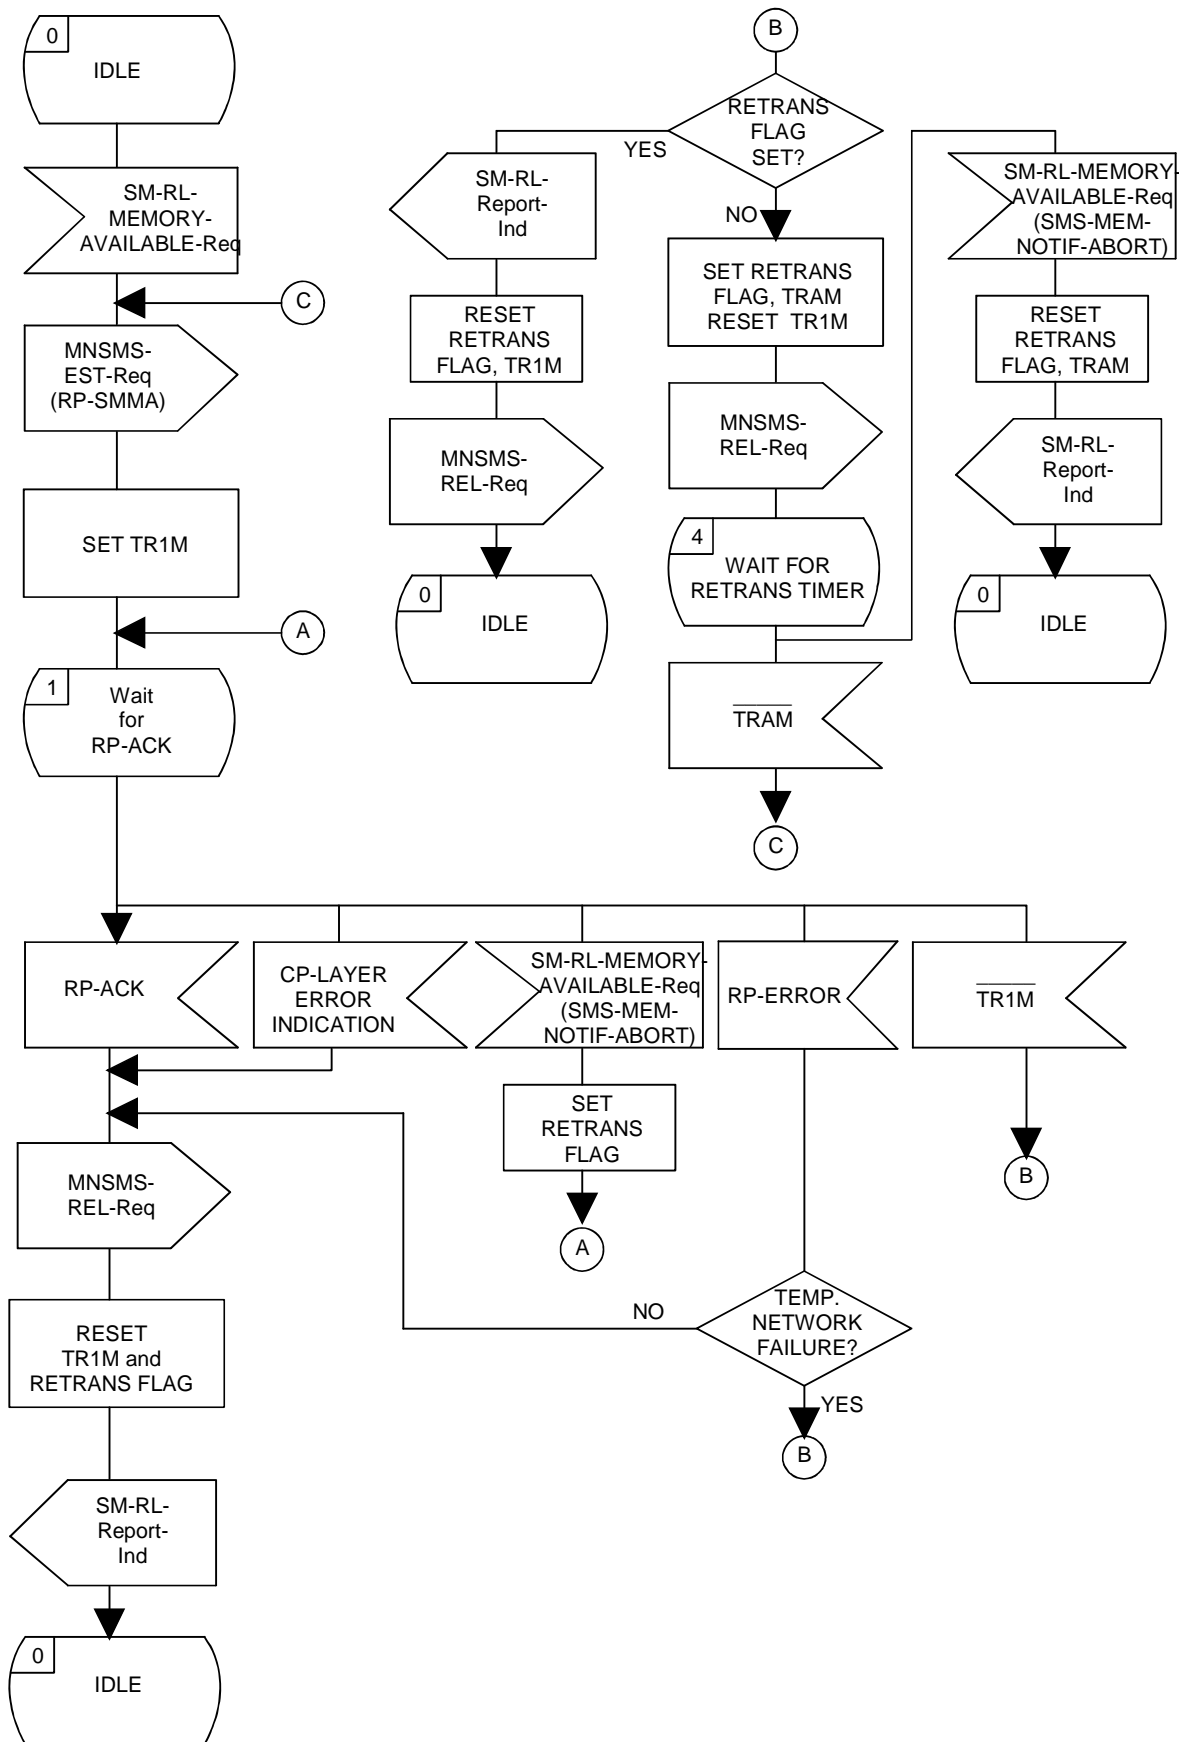 0
IDLE
SM-RL-
MEMORY-
AVAILABLE-Req
C
MNSMS-
EST-Req
(RP-SMMA)
SET TR1M
A
1
Wait
for
RP-ACK
B
RETRANS
FLAG
SET?
YES
NO
SM-RL-
Report-
Ind
RESET
RETRANS
FLAG, TR1M
MNSMS-
REL-Req
0
IDLE
SET RETRANS
FLAG, TRAM
RESET TR1M
MNSMS-
REL-Req
4
WAIT FOR
RETRANS TIMER
TRAM
C
SM-RL-MEMORY-
AVAILABLE-Req
(SMS-MEM-
NOTIF-ABORT)
RESET
RETRANS
FLAG, TRAM
SM-RL-
Report-
Ind
0
IDLE
RP-ACK
CP-LAYER
ERROR
INDICATION
SM-RL-MEMORY-
AVAILABLE-Req
(SMS-MEM-
NOTIF-ABORT)
RP-ERROR
TR1M
SET
RETRANS
FLAG
A
B
MNSMS-
REL-Req
NO
TEMP.
NETWORK
FAILURE?
YES
B
RESET
TR1M and
RETRANS FLAG
SM-RL-
Report-
Ind
0
IDLE